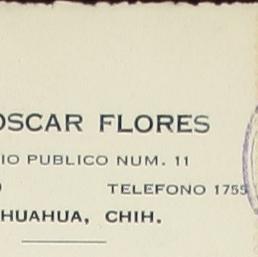 OSCAR FLORES
IO PUBLICO NUM. 11
TELEFONO 1755
HUAHUA, CHIH.